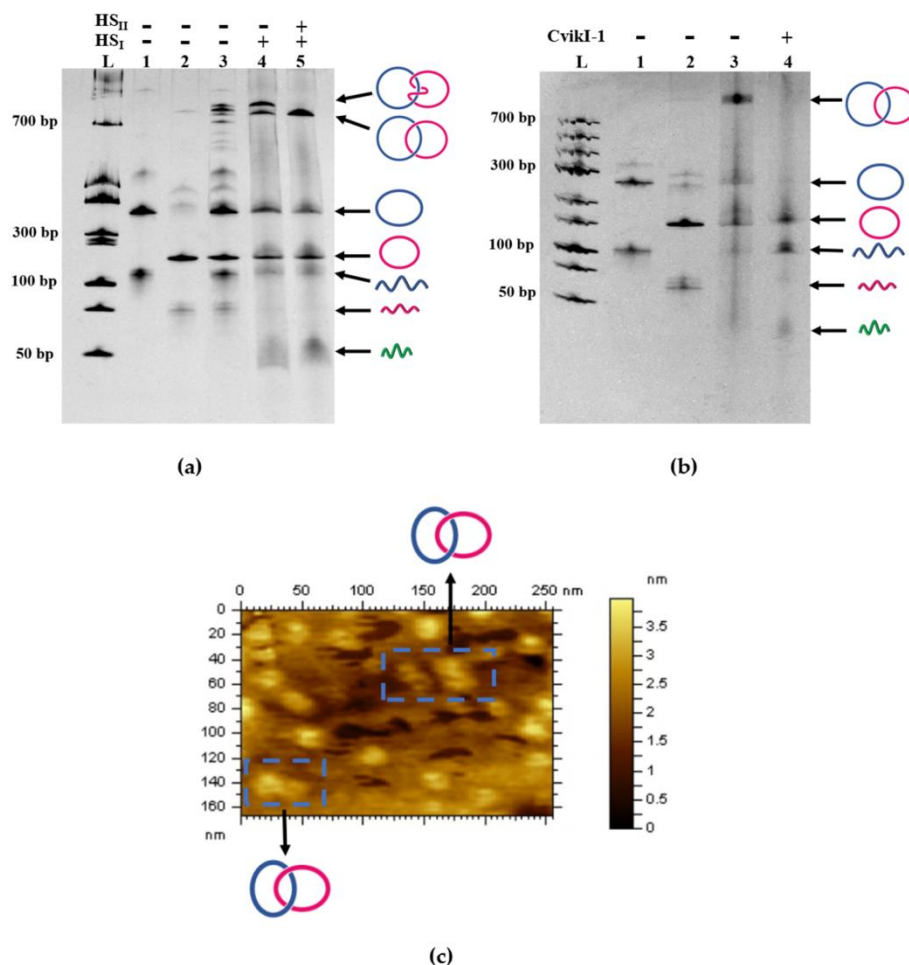 HSII - - - - +
HSI - - - + +
L 1 2 3 4 5
700 bp
300 bp
100 bp
50 bp
(a)
CvikI-1 - - - +
L 1 2 3 4
700 bp
300 bp
100 bp
50 bp
(b)
0 50 100 150 200 250 nm
0
20
40
60
80
100
120
140
160
nm
nm
3.5
3
2.5
2
1.5
1
0.5
0
(c)